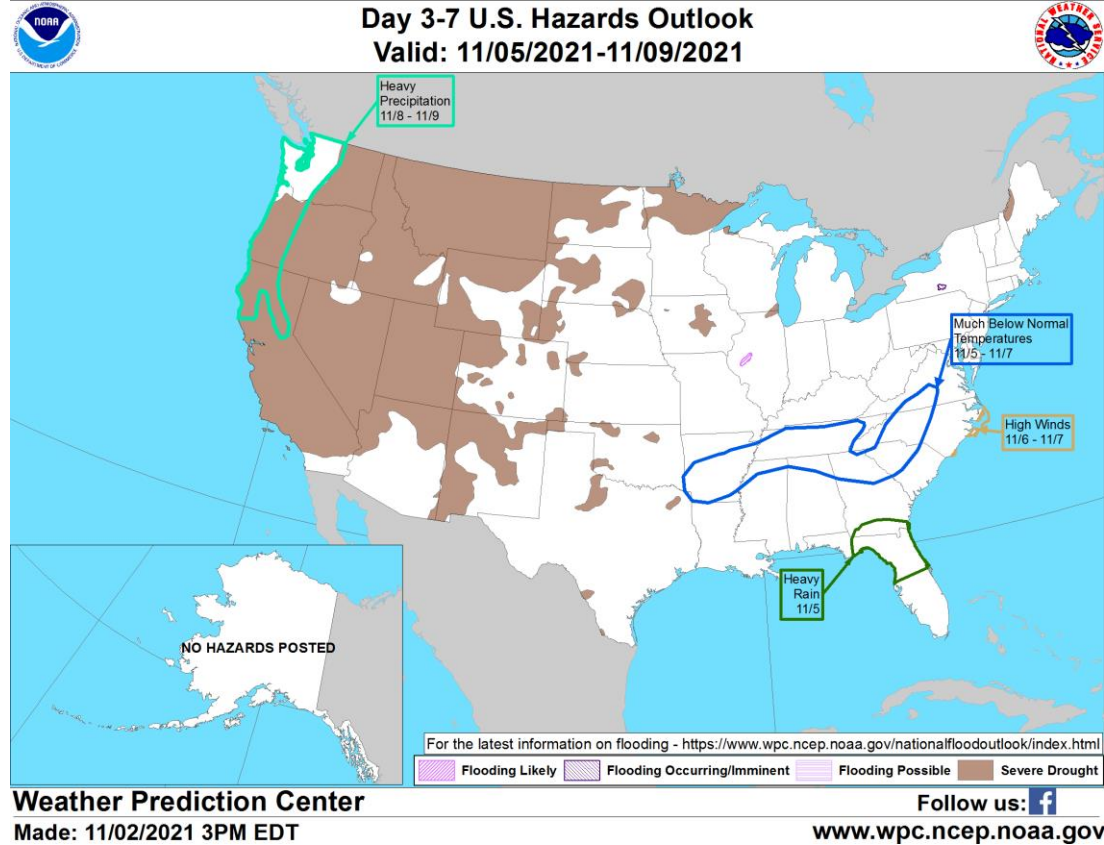 NOAA
Day 3-7 U.S. Hazards Outlook
Valid: 11/05/2021-11/09/2021
NATIONAL WEATHER SERVICE
Heavy
Precipitation
11/8 - 11/9
Much Below Normal
Temperatures
11/5 - 11/7
High Winds
11/6 - 11/7
Heavy
Rain
11/5
NO HAZARDS POSTED
For the latest information on flooding - https://www.wpc.ncep.noaa.gov/nationalfloodoutlook/index.html
Flooding Likely Flooding Occurring/Imminent Flooding Possible Severe Drought
Weather Prediction Center
Follow us: f
Made: 11/02/2021 3PM EDT
www.wpc.ncep.noaa.gov